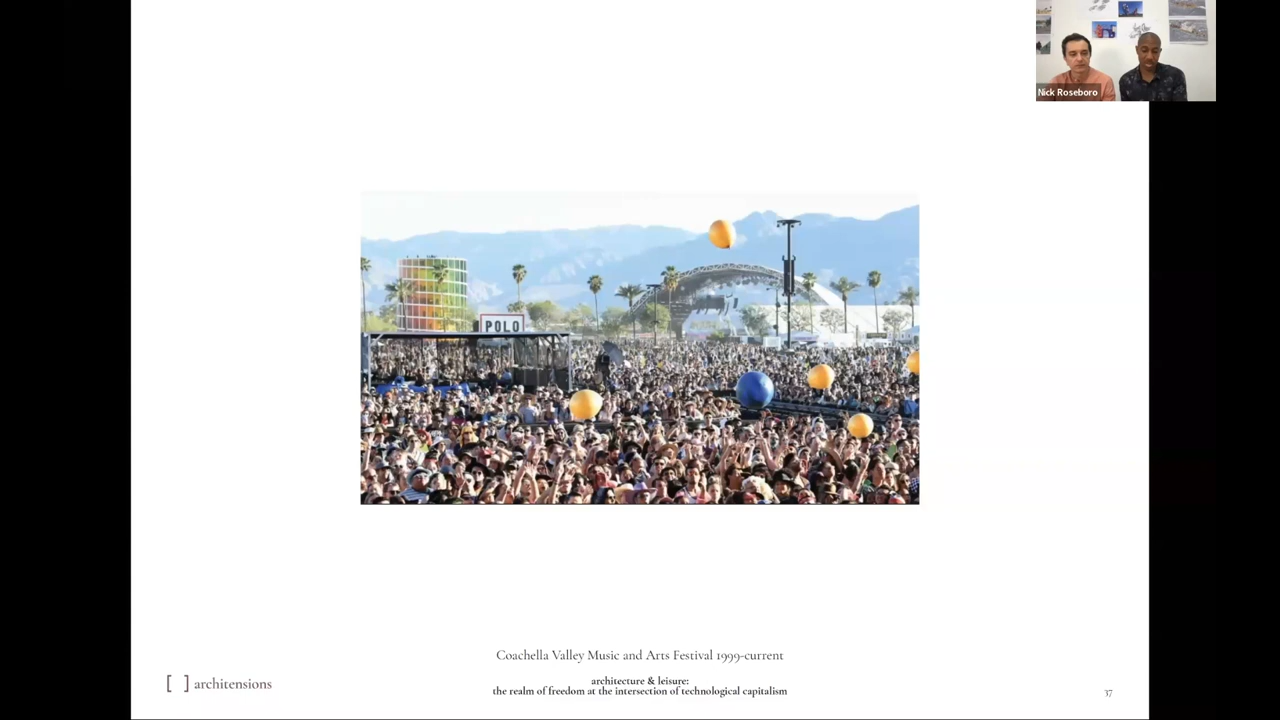 Nick Roseboro
POLO
Coachella Valley Music and Arts Festival 1999-current
architecture & leisure:
the realm of freedom at the intersection of technological capitalism
[ ] architensions
37